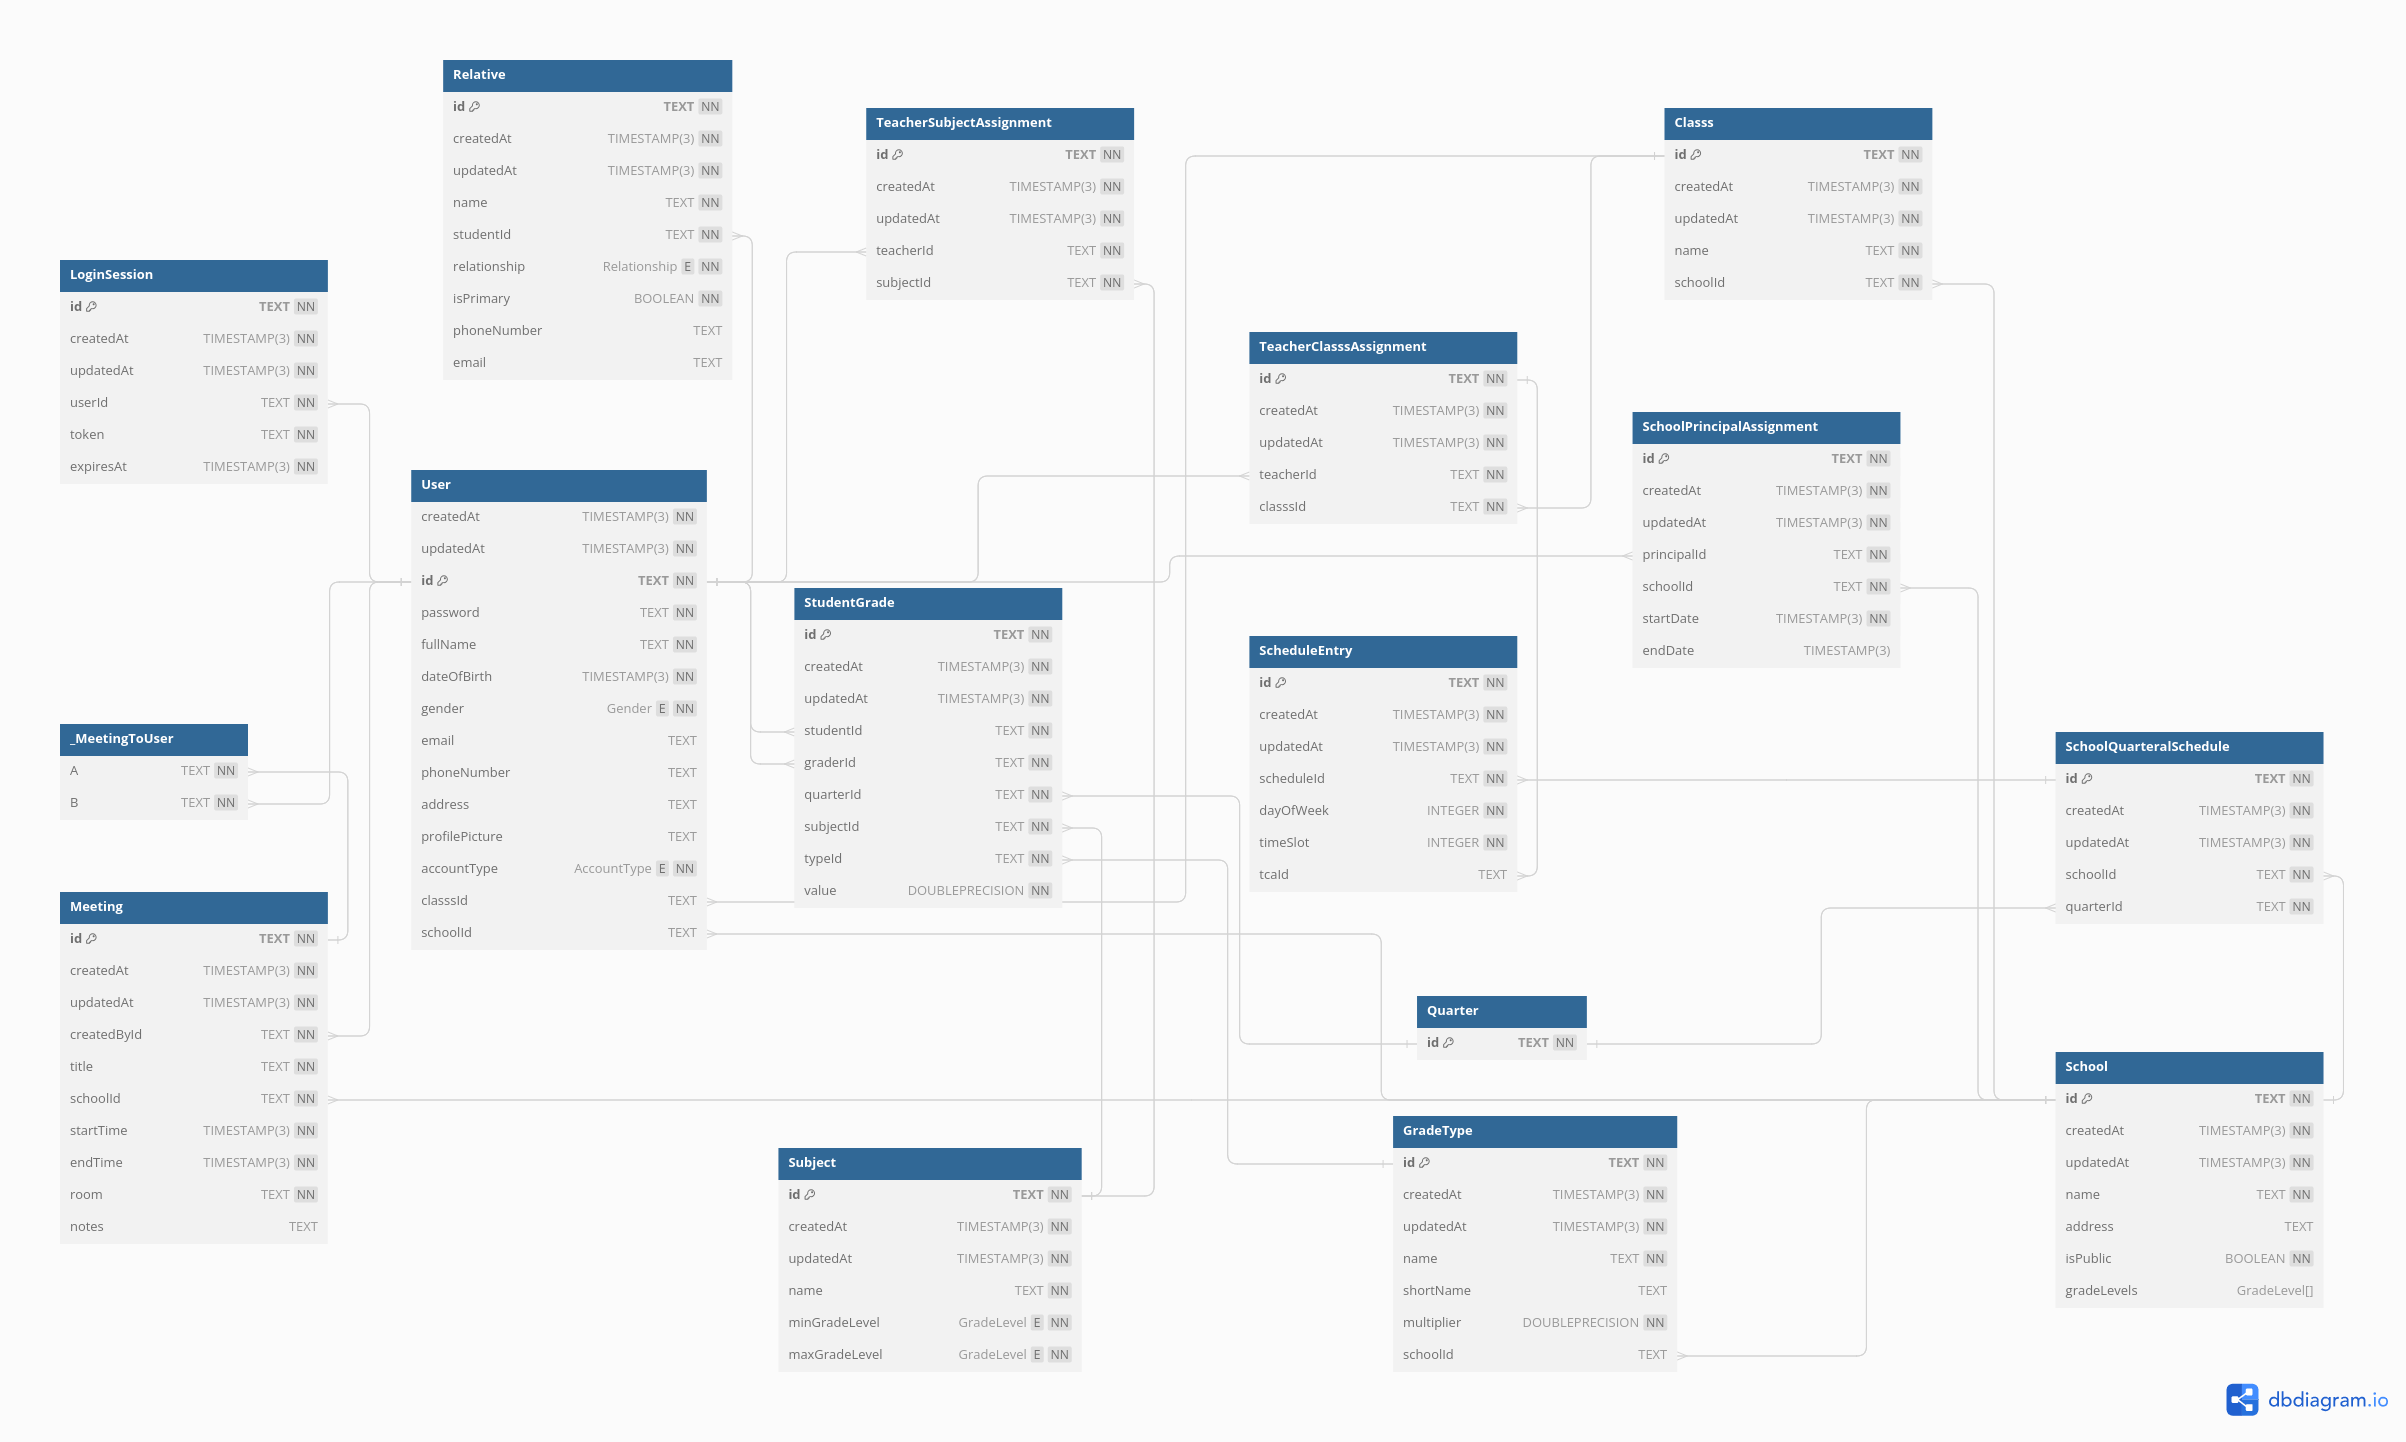 Relative
id TEXT NN
createdAt TIMESTAMP(3) NN
updatedAt TIMESTAMP(3) NN
name TEXT NN
studentId TEXT NN
relationship Relationship E NN
isPrimary BOOLEAN NN
phoneNumber TEXT
email TEXT
TeacherSubjectAssignment
id TEXT NN
createdAt TIMESTAMP(3) NN
updatedAt TIMESTAMP(3) NN
teacherId TEXT NN
subjectId TEXT NN
Classs
id TEXT NN
createdAt TIMESTAMP(3) NN
updatedAt TIMESTAMP(3) NN
name TEXT NN
schoolId TEXT NN
LoginSession
id TEXT NN
createdAt TIMESTAMP(3) NN
updatedAt TIMESTAMP(3) NN
userId TEXT NN
token TEXT NN
expiresAt TIMESTAMP(3) NN
TeacherClasssAssignment
id TEXT NN
createdAt TIMESTAMP(3) NN
updatedAt TIMESTAMP(3) NN
teacherId TEXT NN
classsId TEXT NN
SchoolPrincipalAssignment
id TEXT NN
createdAt TIMESTAMP(3) NN
updatedAt TIMESTAMP(3) NN
principalId TEXT NN
schoolId TEXT NN
startDate TIMESTAMP(3) NN
endDate TIMESTAMP(3)
User
createdAt TIMESTAMP(3) NN
updatedAt TIMESTAMP(3) NN
id TEXT NN
password TEXT NN
fullName TEXT NN
dateOfBirth TIMESTAMP(3) NN
gender Gender E NN
email TEXT
phoneNumber TEXT
address TEXT
profilePicture TEXT
accountType AccountType E NN
classsId TEXT
schoolId TEXT
StudentGrade
id TEXT NN
createdAt TIMESTAMP(3) NN
updatedAt TIMESTAMP(3) NN
studentId TEXT NN
graderId TEXT NN
quarterId TEXT NN
subjectId TEXT NN
typeId TEXT NN
value DOUBLEPRECISION NN
ScheduleEntry
id TEXT NN
createdAt TIMESTAMP(3) NN
updatedAt TIMESTAMP(3) NN
scheduleId TEXT NN
dayOfWeek INTEGER NN
timeSlot INTEGER NN
tcaId TEXT
_MeetingToUser
A TEXT NN
B TEXT NN
SchoolQuarteralSchedule
id TEXT NN
createdAt TIMESTAMP(3) NN
updatedAt TIMESTAMP(3) NN
schoolId TEXT NN
quarterId TEXT NN
Meeting
id TEXT NN
createdAt TIMESTAMP(3) NN
updatedAt TIMESTAMP(3) NN
createdById TEXT NN
title TEXT NN
schoolId TEXT NN
startTime TIMESTAMP(3) NN
endTime TIMESTAMP(3) NN
room TEXT NN
notes TEXT
Quarter
id TEXT NN
School
id TEXT NN
createdAt TIMESTAMP(3) NN
updatedAt TIMESTAMP(3) NN
name TEXT NN
address TEXT
isPublic BOOLEAN NN
gradeLevels GradeLevel[]
GradeType
id TEXT NN
createdAt TIMESTAMP(3) NN
updatedAt TIMESTAMP(3) NN
name TEXT NN
shortName TEXT
multiplier DOUBLEPRECISION NN
schoolId TEXT
Subject
id TEXT NN
createdAt TIMESTAMP(3) NN
updatedAt TIMESTAMP(3) NN
name TEXT NN
minGradeLevel GradeLevel E NN
maxGradeLevel GradeLevel E NN
dbdiagram.io